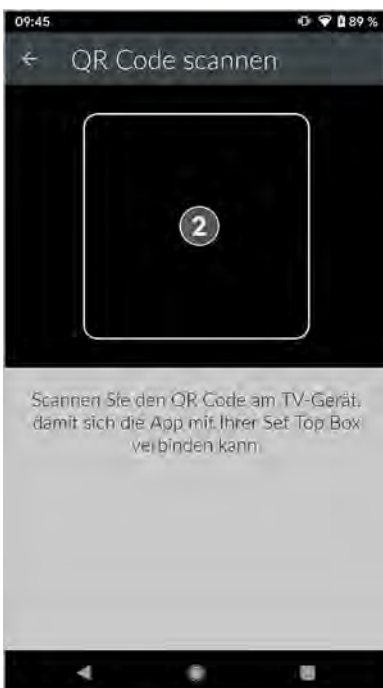 09:45 89 %
QR Code scannen
2
Scannen Sie den QR Code am TV-Gerät,
damit sich die App mit Ihrer Set Top Box
verbinden kann.